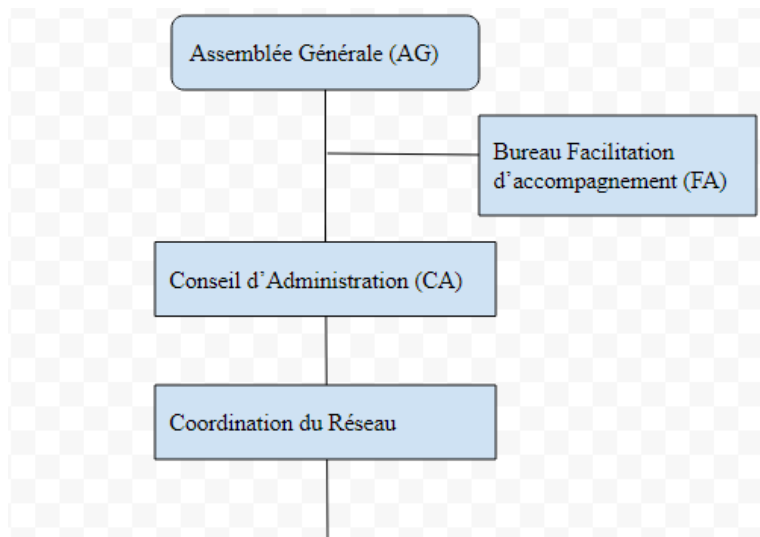 Assemblée Générale (AG)
Bureau Facilitation
d’accompagnement (FA)
Conseil d’Administration (CA)
Coordination du Réseau